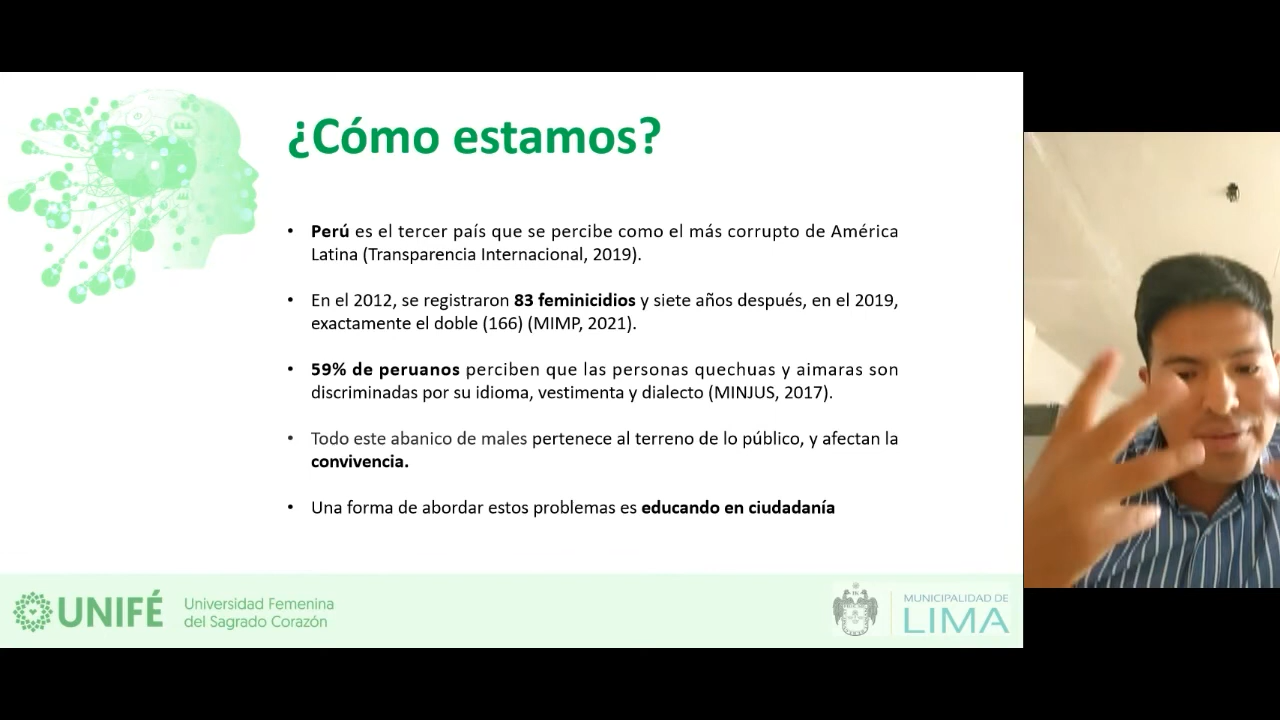 ¿Cómo estamos?
• Perú es el tercer país que se percibe como el más corrupto de América
Latina (Transparencia Internacional, 2019).
• En el 2012, se registraron 83 feminicidios y siete años después, en el 2019,
exactamente el doble (166) (MIMP, 2021).
• 59% de peruanos perciben que las personas quechuas y aimaras son
discriminadas por su idioma, vestimenta y dialecto (MINJUS, 2017).
• Todo este abanico de males pertenece al terreno de lo público, y afectan la
convivencia.
• Una forma de abordar estos problemas es educando en ciudadanía
UNIFÉ
Universidad Femenina
del Sagrado Corazón
MUNICIPALIDAD DE
LIMA